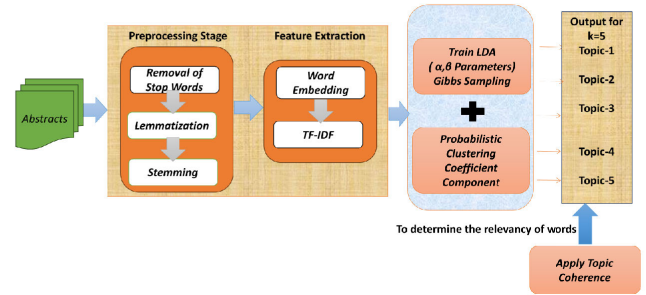 Abstracts
Preprocessing Stage
Removal of
Stop Words
Lemmatization
Stemming
Feature Extraction
Word
Embedding
TF-IDF
Train LDA
( α,β Parameters)
Gibbs Sampling
Probabilistic
Clustering
Coefficient
Component
Output for
k=5
Topic-1
Topic-2
Topic-3
Topic-4
Topic-5
To determine the relevancy of words
Apply Topic
Coherence